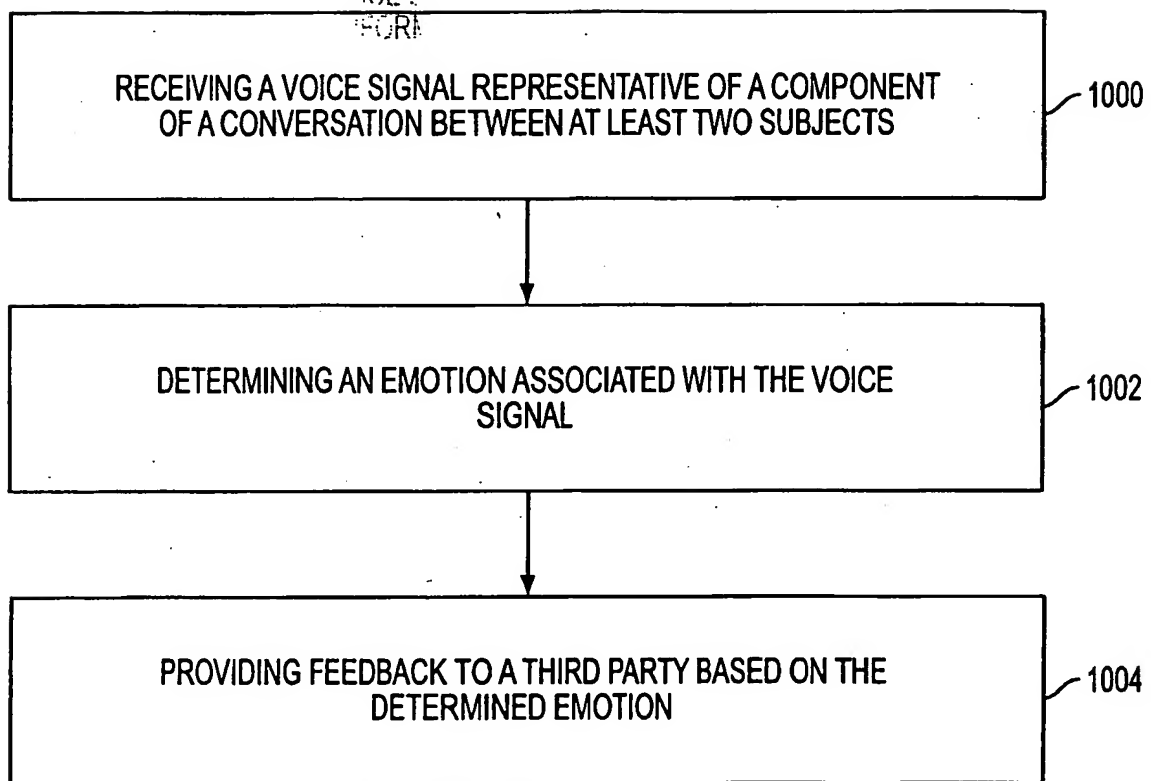 RECEIVING A VOICE SIGNAL REPRESENTATIVE OF A COMPONENT
OF A CONVERSATION BETWEEN AT LEAST TWO SUBJECTS
1000
DETERMINING AN EMOTION ASSOCIATED WITH THE VOICE
SIGNAL
1002
PROVIDING FEEDBACK TO A THIRD PARTY BASED ON THE
DETERMINED EMOTION
1004